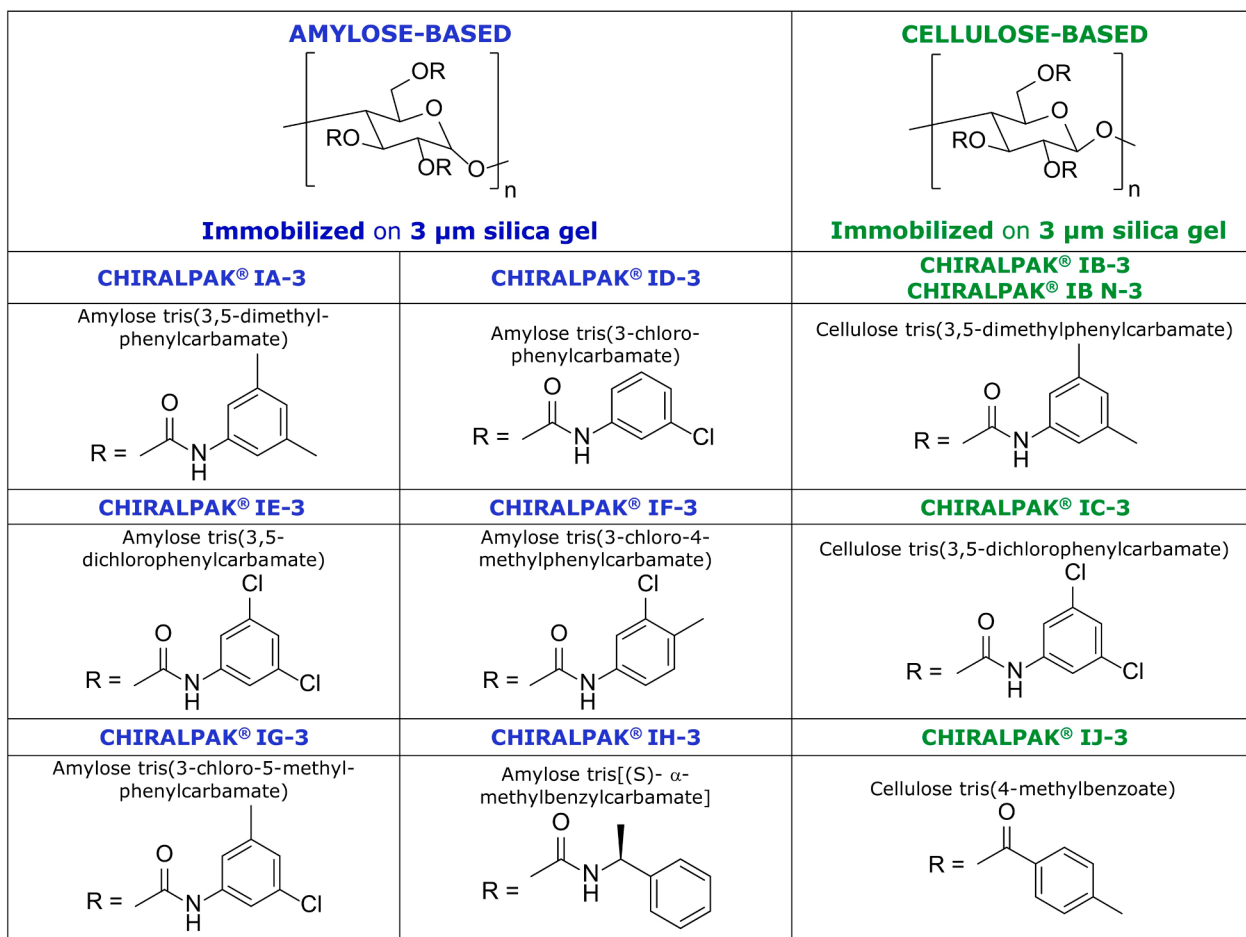 AMYLOSE-BASED
OR
O
RO
OR
O
n
Immobilized on 3 µm silica gel
CELLULOSE-BASED
OR
O
O
RO
OR
n
Immobilized on 3 µm silica gel
CHIRALPAK® IA-3
CHIRALPAK® ID-3
CHIRALPAK® IB-3
CHIRALPAK® IB N-3
Amylose tris(3,5-dimethyl-
phenylcarbamate)
O
R =
N
H
Amylose tris(3-chloro-
phenylcarbamate)
O
R =
N
H
Cl
Cellulose tris(3,5-dimethylphenylcarbamate)
O
R =
N
H
CHIRALPAK® IE-3
CHIRALPAK® IF-3
CHIRALPAK® IC-3
Amylose tris(3,5-
dichlorophenylcarbamate)
Cl
O
R =
N
H
Cl
Amylose tris(3-chloro-4-
methylphenylcarbamate)
Cl
O
R =
N
H
Cellulose tris(3,5-dichlorophenylcarbamate)
Cl
O
R =
N
H
Cl
CHIRALPAK® IG-3
CHIRALPAK® IH-3
CHIRALPAK® IJ-3
Amylose tris(3-chloro-5-methyl-
phenylcarbamate)
O
R =
N
H
Cl
Amylose tris[(S)- α-
methylbenzylcarbamate]
O
R =
N
H
Cellulose tris(4-methylbenzoate)
O
R =